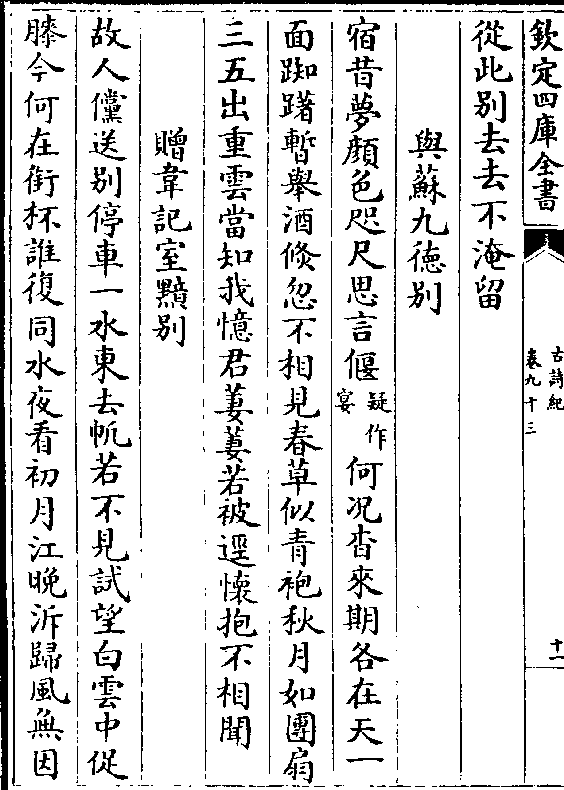 欽定四庫全書
古詩紀
卷九十三
十一
從此別去去不淹留
與蘇九德別
宿昔夢顏色咫尺思言偃疑作宴何況杳來期各在天一
面踟躇暫舉酒倐忽不相見春草似青袍秋月如團扇
三五出重雲當知我憶君萋萋若被逕懷抱不相聞
贈韋記室黯別
故人儻送別停車一水東去帆若不見試望白雲中促
膝今何在銜杯誰復同水夜看初月江晩泝歸風無因